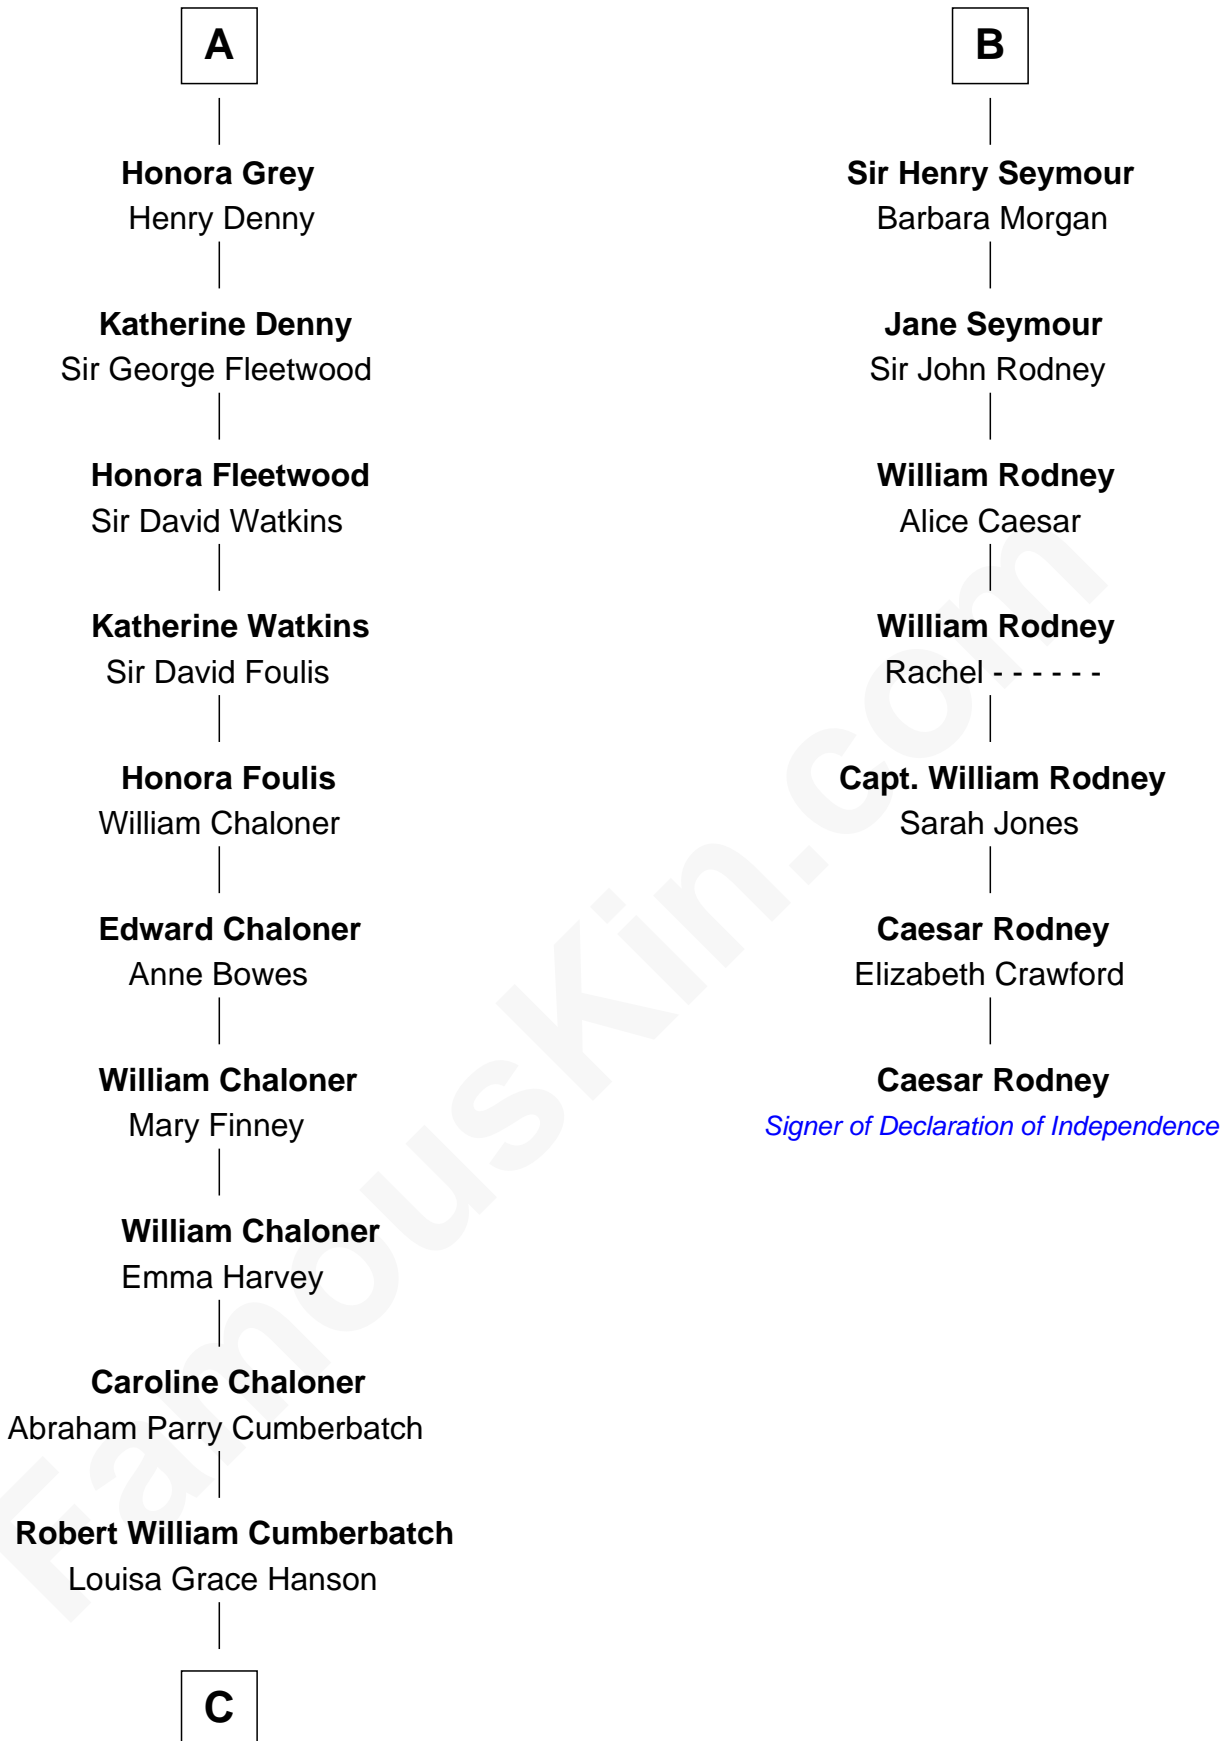 A
Honora Grey
Henry Denny
Katherine Denny
Sir George Fleetwood
Honora Fleetwood
Sir David Watkins
Katherine Watkins
Sir David Foulis
Honora Foulis
William Chaloner
Edward Chaloner
Anne Bowes
William Chaloner
Mary Finney
William Chaloner
Emma Harvey
Caroline Chaloner
Abraham Parry Cumberbatch
Robert William Cumberbatch
Louisa Grace Hanson
C
B
Sir Henry Seymour
Barbara Morgan
Jane Seymour
Sir John Rodney
William Rodney
Alice Caesar
William Rodney
Rachel - - - - - -
Capt. William Rodney
Sarah Jones
Caesar Rodney
Elizabeth Crawford
Caesar Rodney
Signer of Declaration of Independence
FamousKin.com